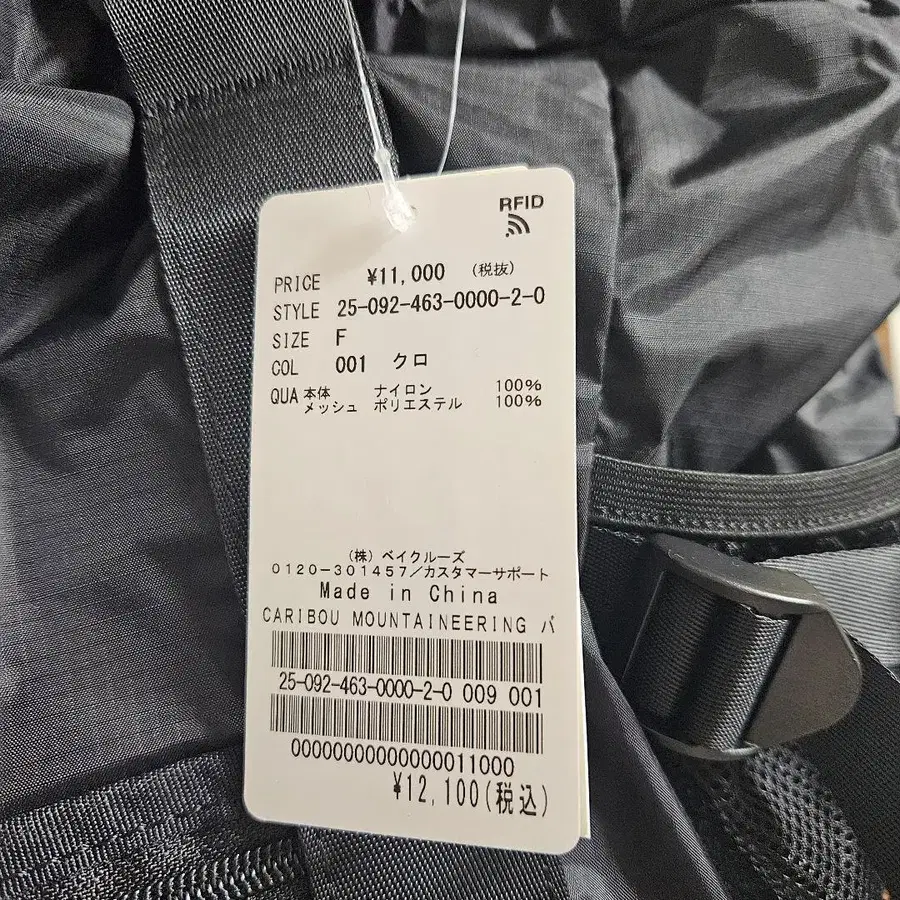 RFID
PRICE ¥11,000 (税抜)
STYLE 25-092-463-0000-2-0
SIZE F
COL 001 クロ
QUA 本体 ナイロン 100%
メッシュ ポリエステル 100%
(株) ベイクルーズ
0120-301457/カスタマーサポート
Made in China
CARIBOU MOUNTAINEERING バ
25-092-463-0000-2-0 009 001
00000000000000011000
¥12,100(税込)